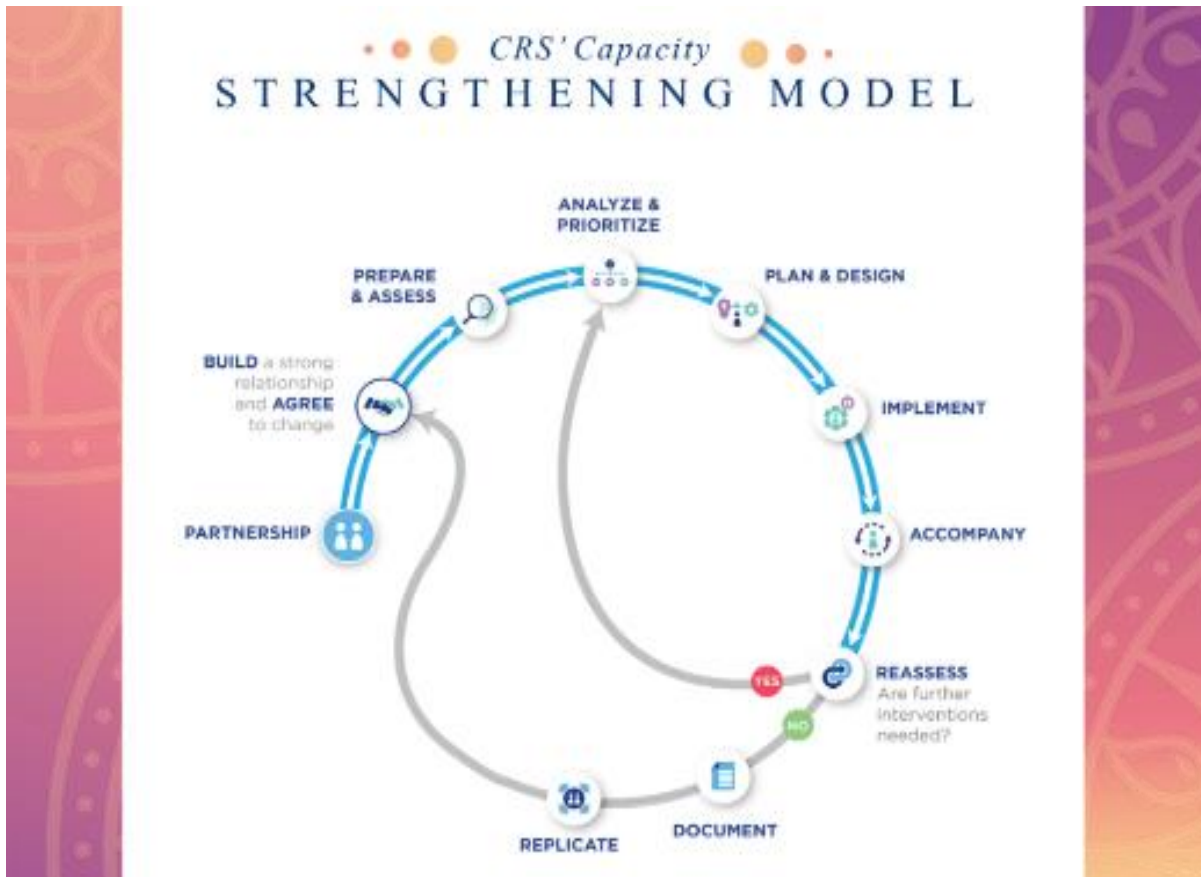 CRS' Capacity
STRENGTHENING MODEL
ANALYZE &
PRIORITIZE
PREPARE
& ASSESS
PLAN & DESIGN
BUILD a strong
relationship
and AGREE
to change
IMPLEMENT
PARTNERSHIP
ACCOMPANY
YES
REASSESS
Are further
interventions
needed?
NO
DOCUMENT
REPLICATE